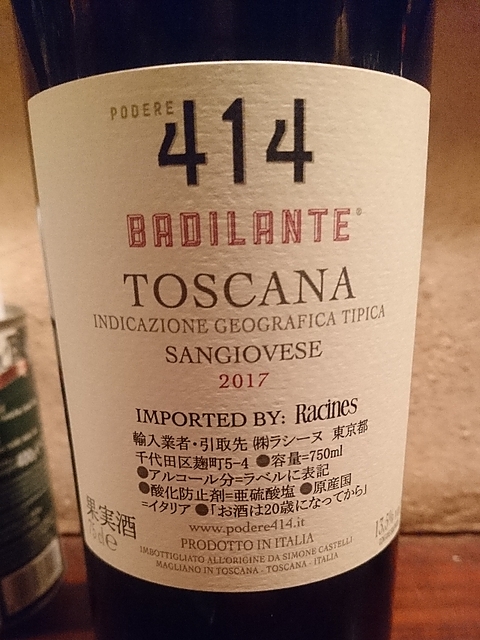 PODERE
414
BADILANTE®
TOSCANA
INDICAZIONE GEOGRAFICA TIPICA
SANGIOVESE
2017
IMPORTED BY: Racines
輸入業者・引取先 ㈱ラシーヌ 東京都
千代田区麹町5-4 ●容量=750ml
●アルコール分=ラベルに表記
●酸化防止剤=亜硫酸塩 ●原産国
=イタリア ●「お酒は20歳になってから」
果実酒
www.podere414.it
PRODOTTO IN ITALIA
IMBOTTIGLIATO ALL'ORIGINE DA SIMONE CASTELLI
MAGLIANO IN TOSCANA - TOSCANA - ITALIA
13,5%